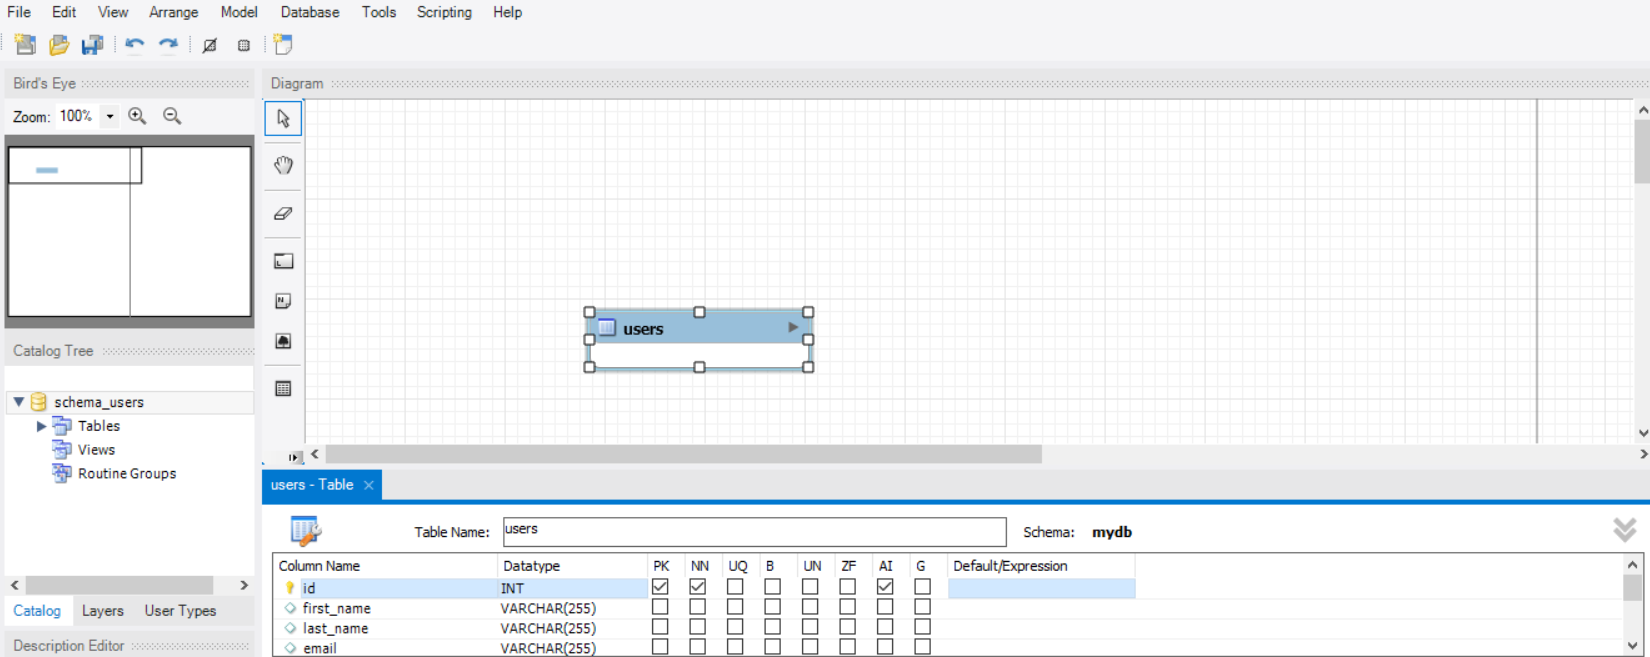 File Edit View Arrange Model Database Tools Scripting Help
Bird's Eye
Zoom: 100%
Catalog Tree
schema_users
Tables
Views
Routine Groups
Catalog Layers User Types
Description Editor
Diagram
users
users - Table
Table Name: users Schema: mydb
Column Name Datatype PK NN UQ B UN ZF AI G Default/Expression
id INT
first_name VARCHAR(255)
last_name VARCHAR(255)
email VARCHAR(255)